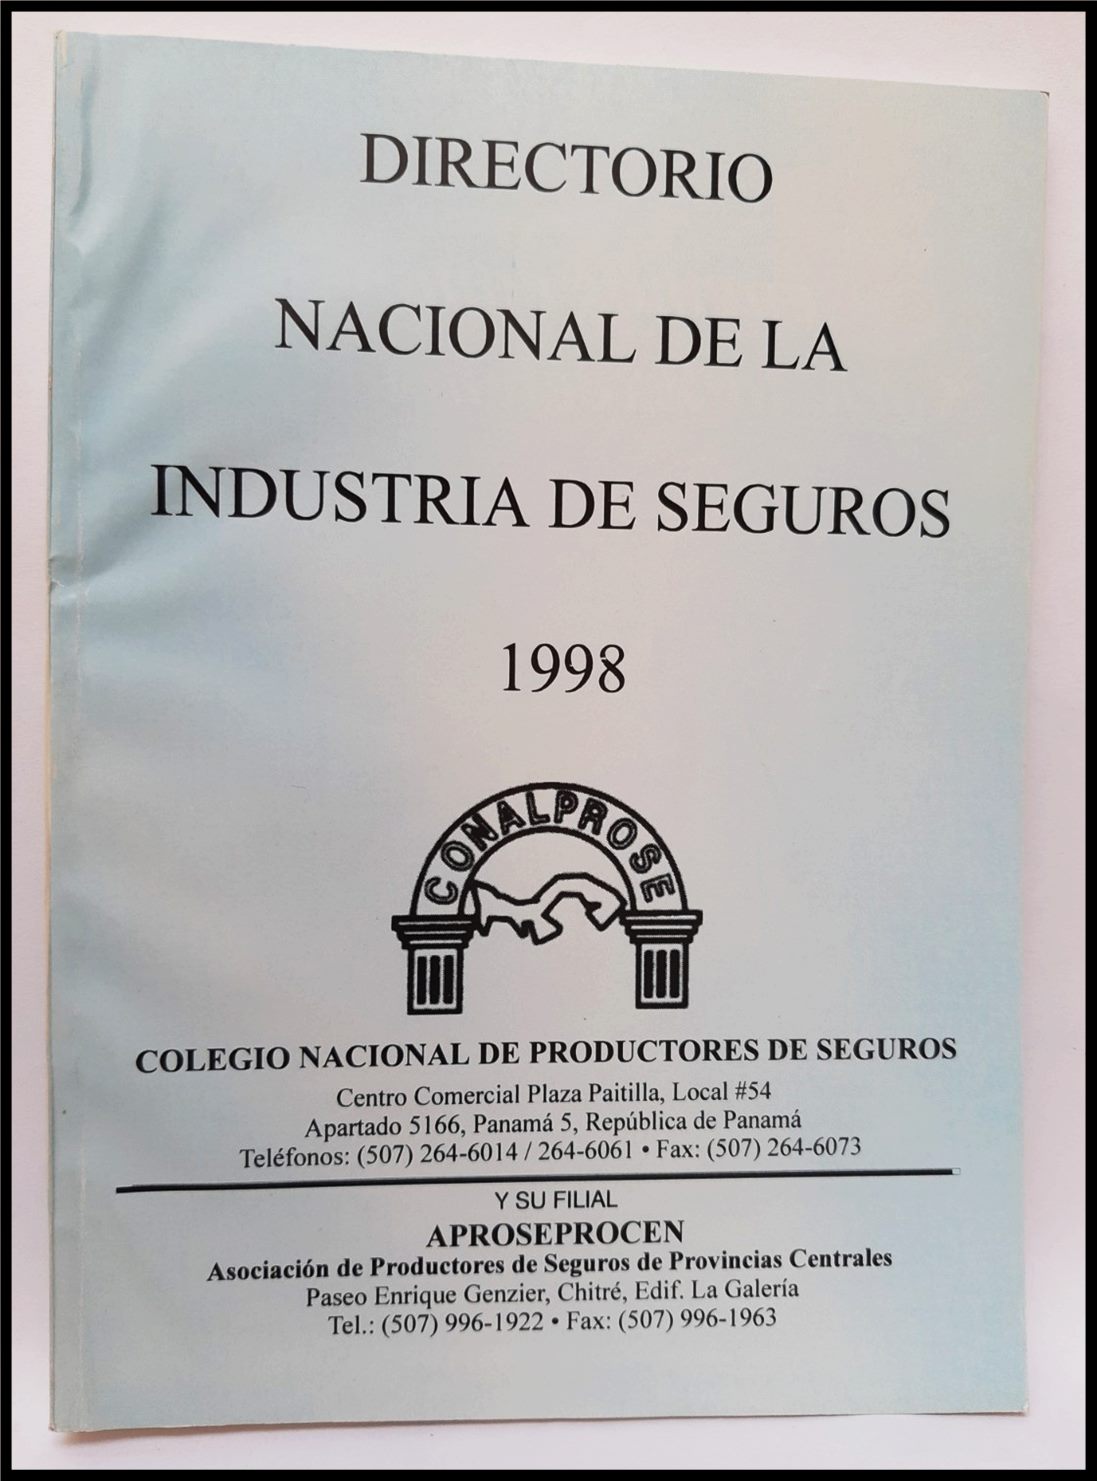 DIRECTORIO
NACIONAL DE LA
INDUSTRIA DE SEGUROS
1998
CONALPROSE
COLEGIO NACIONAL DE PRODUCTORES DE SEGUROS
Centro Comercial Plaza Paitilla, Local #54
Apartado 5166, Panamá 5, República de Panamá
Teléfonos: (507) 264-6014 / 264-6061 • Fax: (507) 264-6073
Y SU FILIAL
APROSEPROCEN
Asociación de Productores de Seguros de Provincias Centrales
Paseo Enrique Genzier, Chitré, Edif. La Galería
Tel.: (507) 996-1922 • Fax: (507) 996-1963